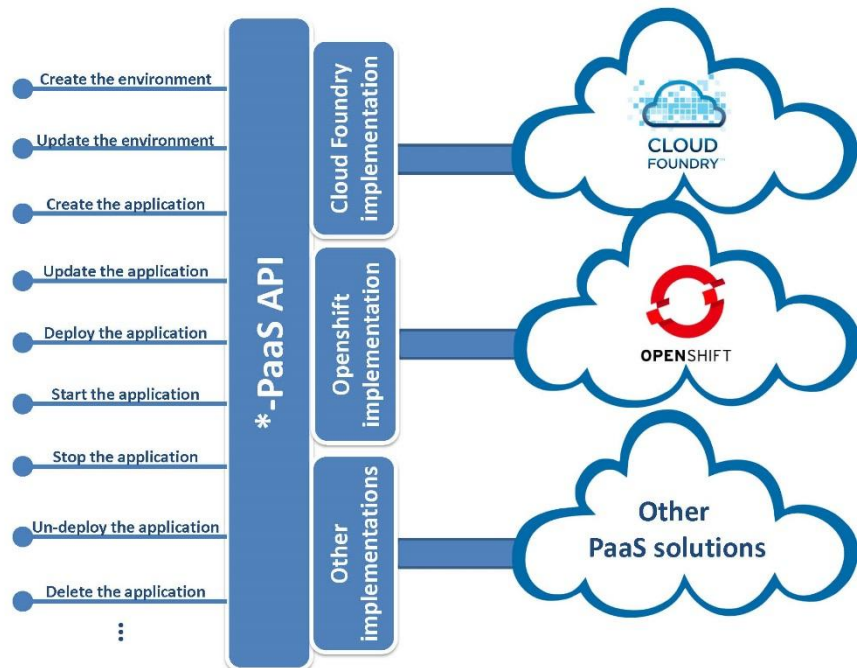 Create the environment
Update the environment
Create the application
Update the application
Deploy the application
Start the application
Stop the application
Un-deploy the application
Delete the application
...
*-PaaS API
Cloud Foundry
implementation
Openshift
implementation
Other
implementations
CLOUD
FOUNDRY™
OPENSHIFT
Other
PaaS solutions